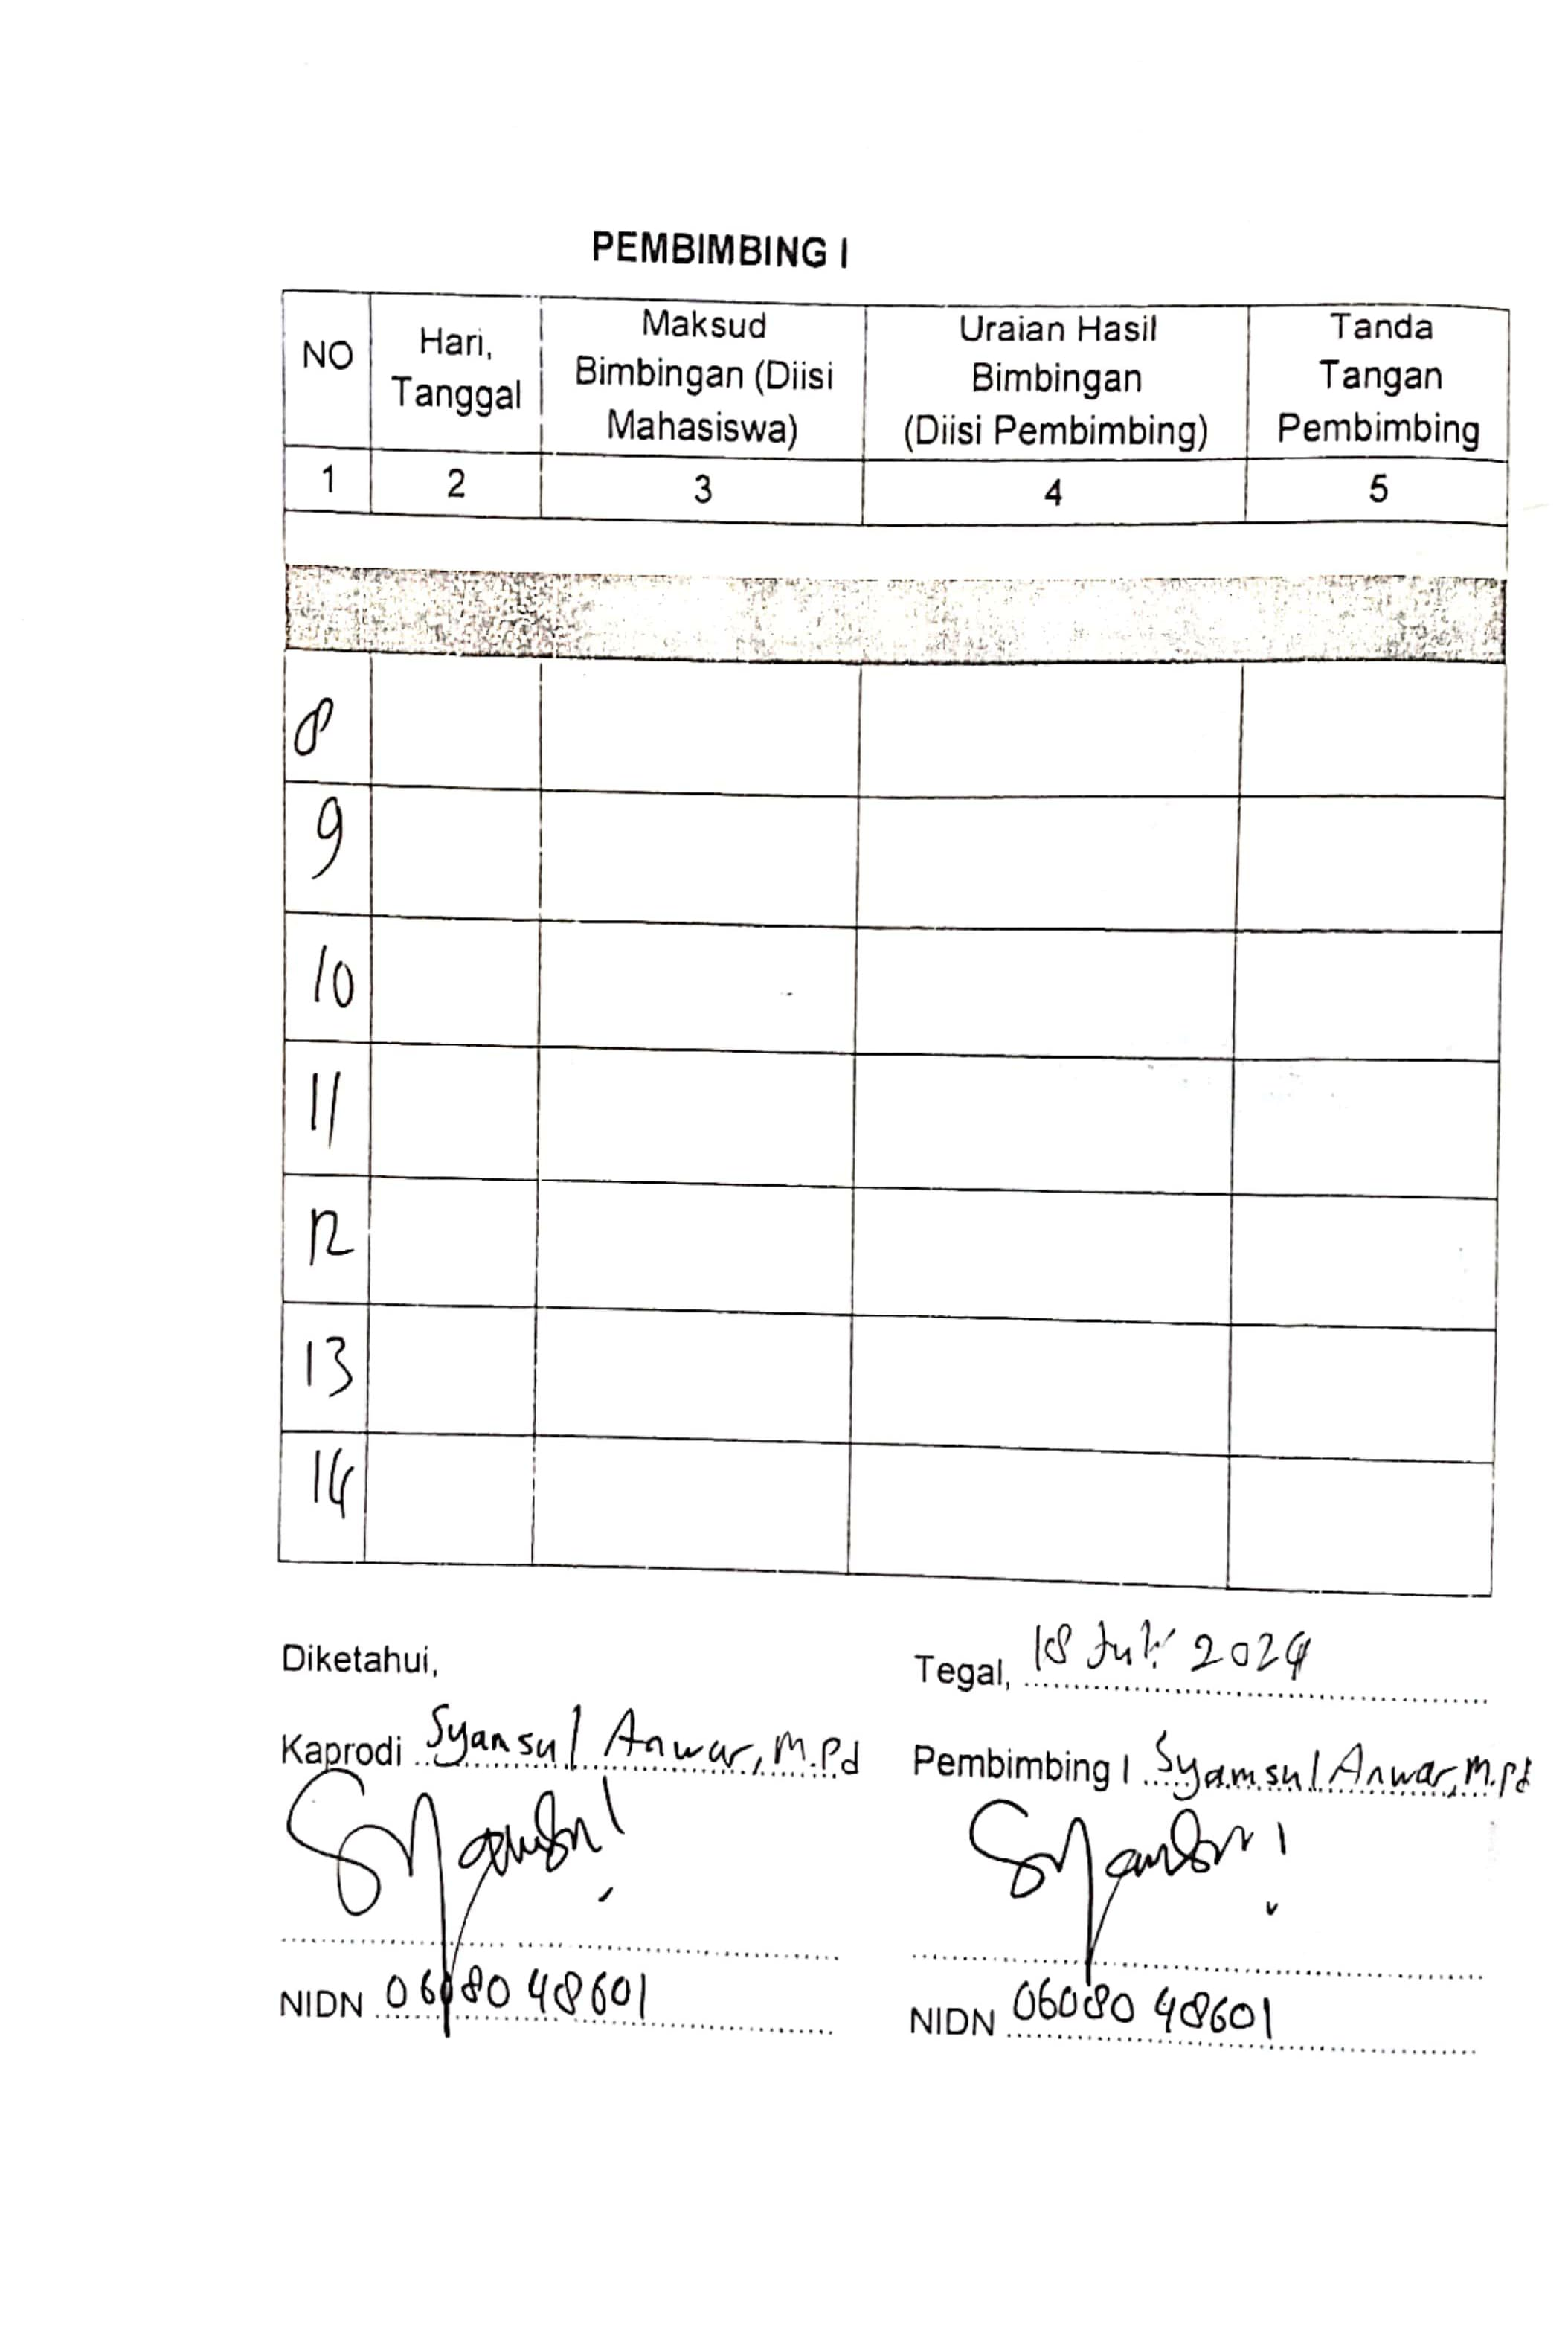 PEMBIMBING I
NO
Hari,
Tanggal
Maksud
Bimbingan (Diisi
Mahasiswa)
Uraian Hasil
Bimbingan
(Diisi Pembimbing)
Tanda
Tangan
Pembimbing
1 2 3 4 5
8
9
10
11
12
13
14
Diketahui,
Tegal, 18 Juli 2024
Kaprodi Syamsul Anwar, M.Pd
Pembimbing I Syamsul Anwar, M.Pd
NIDN 0608048601
NIDN 0608048601